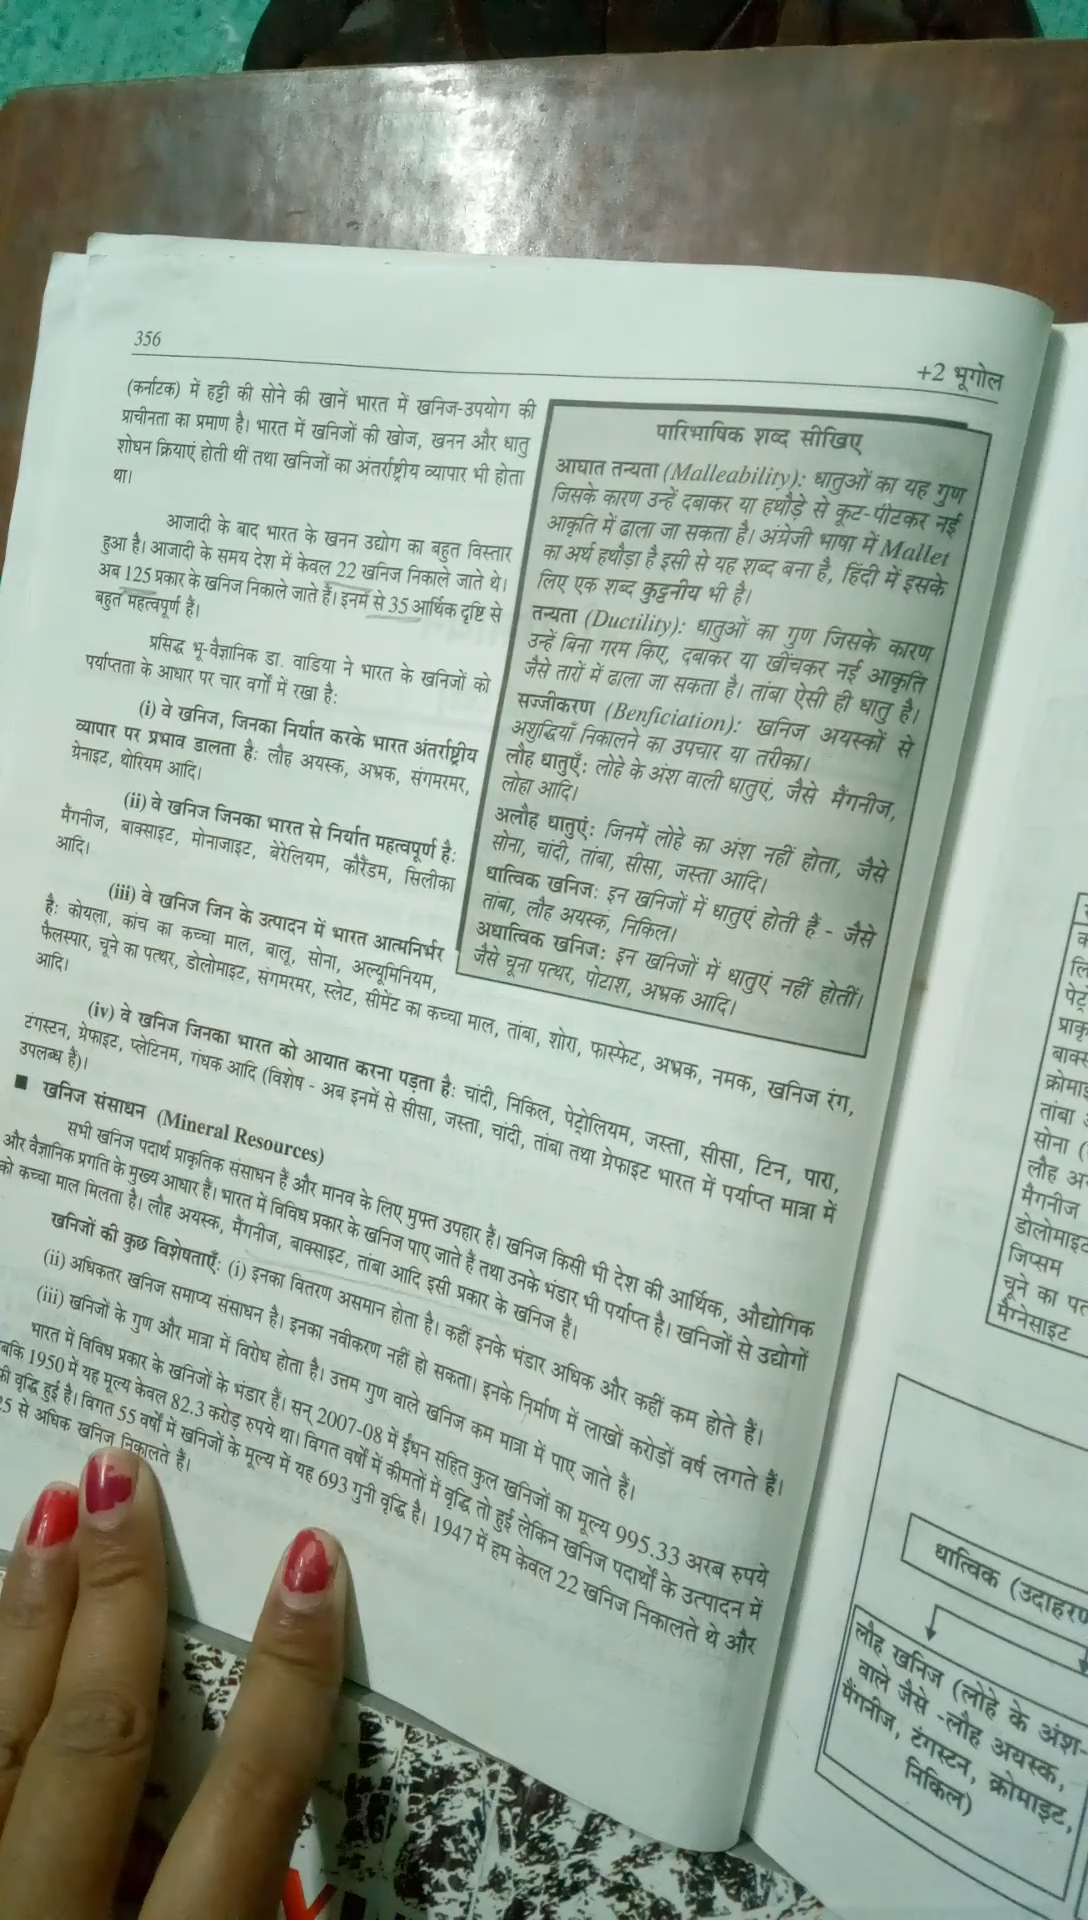 356
+2 भूगोल
(कर्नाटक) में हट्टी की सोने की खानें भारत में खनिज-उपयोग की
प्राचीनता का प्रमाण है। भारत में खनिजों की खोज, खनन और धातु
शोधन क्रियाएं होती थीं तथा खनिजों का अंतर्राष्ट्रीय व्यापार भी होता
था।
आजादी के बाद भारत के खनन उद्योग का बहुत विस्तार
हुआ है। आजादी के समय देश में केवल 22 खनिज निकाले जाते थे।
अब 125 प्रकार के खनिज निकाले जाते हैं। इनमें से 35 आर्थिक दृष्टि से
बहुत महत्वपूर्ण हैं।
प्रसिद्ध भू-वैज्ञानिक डा. वाडिया ने भारत के खनिजों को
पर्याप्तता के आधार पर चार वर्गों में रखा है:
(i) वे खनिज, जिनका निर्यात करके भारत अंतर्राष्ट्रीय
व्यापार पर प्रभाव डालता है: लौह अयस्क, अभ्रक, संगमरमर,
ग्रेनाइट, थोरियम आदि।
(ii) वे खनिज जिनका भारत से निर्यात महत्वपूर्ण है:
मैंगनीज, बाक्साइट, मोनाजाइट, बेरेलियम, कौरैंडम, सिलीका
आदि।
(iii) वे खनिज जिन के उत्पादन में भारत आत्मनिर्भर
है: कोयला, कांच का कच्चा माल, बालू, सोना, अल्यूमिनियम,
फैलस्पार, चूने का पत्थर, डोलोमाइट, संगमरमर, स्लेट, सीमेंट का कच्चा माल, तांबा, शोरा, फास्फेट, अभ्रक, नमक, खनिज रंग,
आदि।
(iv) वे खनिज जिनका भारत को आयात करना पड़ता है: चांदी, निकिल, पेट्रोलियम, जस्ता, सीसा, टिन, पारा,
टंगस्टन, ग्रेफाइट, प्लेटिनम, गंधक आदि (विशेष - अब इनमें से सीसा, जस्ता, चांदी, तांबा तथा ग्रेफाइट भारत में पर्याप्त मात्रा में
उपलब्ध हैं)।
■ खनिज संसाधन (Mineral Resources)
सभी खनिज पदार्थ प्राकृतिक संसाधन हैं और मानव के लिए मुफ्त उपहार हैं। खनिज किसी भी देश की आर्थिक, औद्योगिक
और वैज्ञानिक प्रगति के मुख्य आधार हैं। भारत में विविध प्रकार के खनिज पाए जाते हैं तथा उनके भंडार भी पर्याप्त है। खनिजों से उद्योगों
को कच्चा माल मिलता है। लौह अयस्क, मैंगनीज, बाक्साइट, तांबा आदि इसी प्रकार के खनिज हैं।
खनिजों की कुछ विशेषताएँ: (i) इनका वितरण असमान होता है। कहीं इनके भंडार अधिक और कहीं कम होते हैं।
(ii) अधिकतर खनिज समाप्य संसाधन है। इनका नवीकरण नहीं हो सकता। इनके निर्माण में लाखों करोड़ों वर्ष लगते हैं।
(iii) खनिजों के गुण और मात्रा में विरोध होता है। उत्तम गुण वाले खनिज कम मात्रा में पाए जाते हैं।
भारत में विविध प्रकार के खनिजों के भंडार हैं। सन् 2007-08 में ईंधन सहित कुल खनिजों का मूल्य 995.33 अरब रुपये
1950 में यह मूल्य केवल 82.3 करोड़ रुपये था। विगत वर्षों में कीमतों में वृद्धि तो हुई लेकिन खनिज पदार्थों के उत्पादन में
वृद्धि हुई है। विगत 55 वर्षों में खनिजों के मूल्य में यह 693 गुनी वृद्धि है। 1947 में हम केवल 22 खनिज निकालते थे और
से अधिक खनिज निकालते हैं।
पारिभाषिक शब्द सीखिए
आघात तन्यता (Malleability): धातुओं का यह गुण
जिसके कारण उन्हें दबाकर या हथौड़े से कूट-पीटकर नई
आकृति में ढाला जा सकता है। अंग्रेजी भाषा में Mallet
का अर्थ हथौड़ा है इसी से यह शब्द बना है, हिंदी में इसके
लिए एक शब्द कुट्टनीय भी है।
तन्यता (Ductility): धातुओं का गुण जिसके कारण
उन्हें बिना गरम किए, दबाकर या खींचकर नई आकृति
जैसे तारों में ढाला जा सकता है। तांबा ऐसी ही धातु है।
सज्जीकरण (Benficiation): खनिज अयस्कों से
अशुद्धियाँ निकालने का उपचार या तरीका।
लौह धातुएँ: लोहे के अंश वाली धातुएं, जैसे मैंगनीज,
लोहा आदि।
अलौह धातुएं: जिनमें लोहे का अंश नहीं होता, जैसे
सोना, चांदी, तांबा, सीसा, जस्ता आदि।
धात्विक खनिज: इन खनिजों में धातुएं होती हैं - जैसे
तांबा, लौह अयस्क, निकिल।
अधात्विक खनिज: इन खनिजों में धातुएं नहीं होतीं।
जैसे चूना पत्थर, पोटाश, अभ्रक आदि।
तांबा
सोना (
लौह
मैंगनीज
डोलोमाइट
जिप्सम
चूने का
मैग्नेसाइट
धात्विक (उदाहरण
लौह खनिज (लोहे के अंश-
वाले जैसे -लौह अयस्क,
मैंगनीज, टंगस्टन, क्रोमाइट,
निकिल)